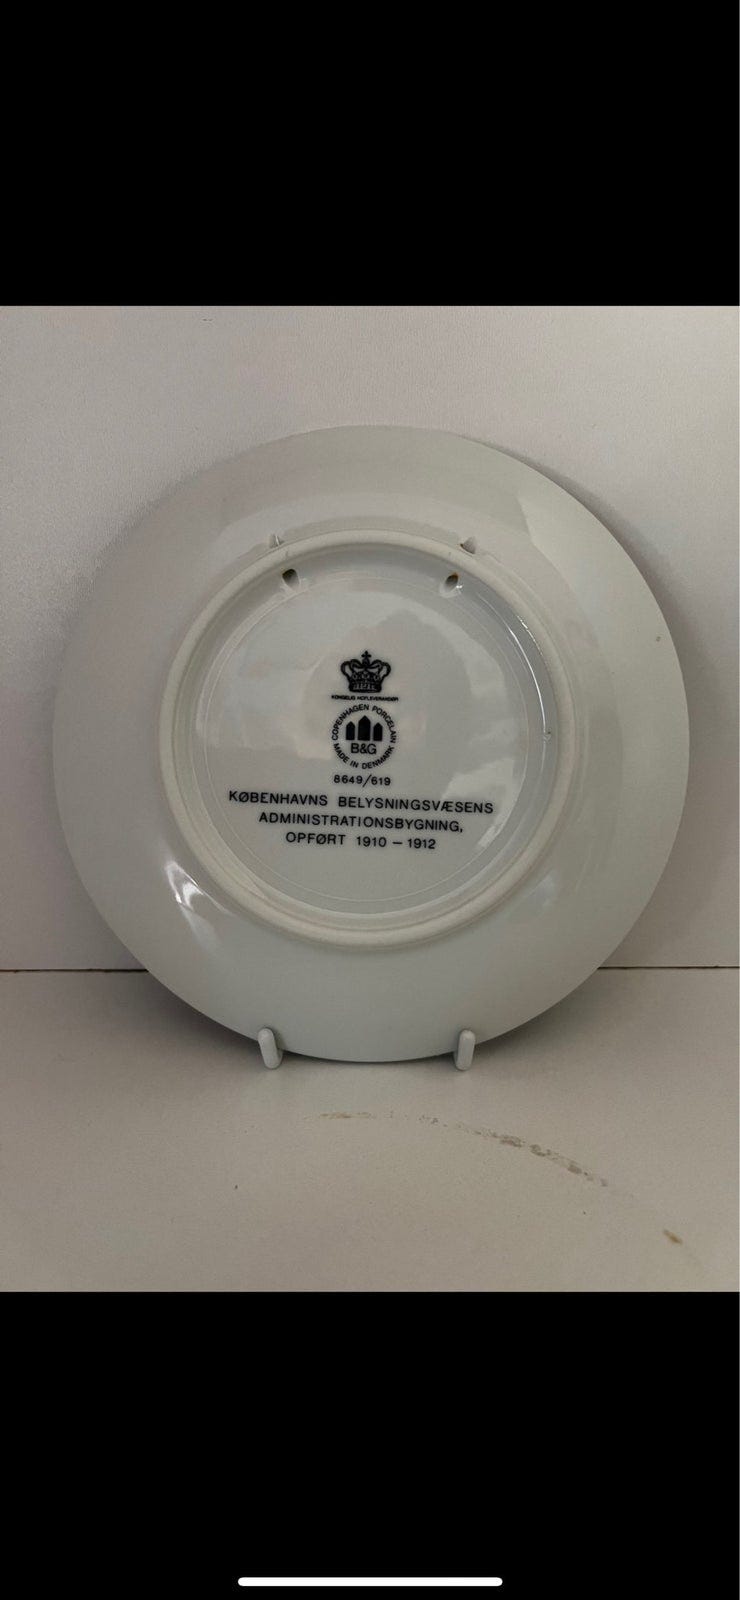 KONGELIG HOFLEVERANDØR
COPENHAGEN PORCELAIN
MADE IN DENMARK
B&G
8649/619
KØBENHAVNS BELYSNINGSVÆSENS
ADMINISTRATIONSBYGNING,
OPFØRT 1910 – 1912